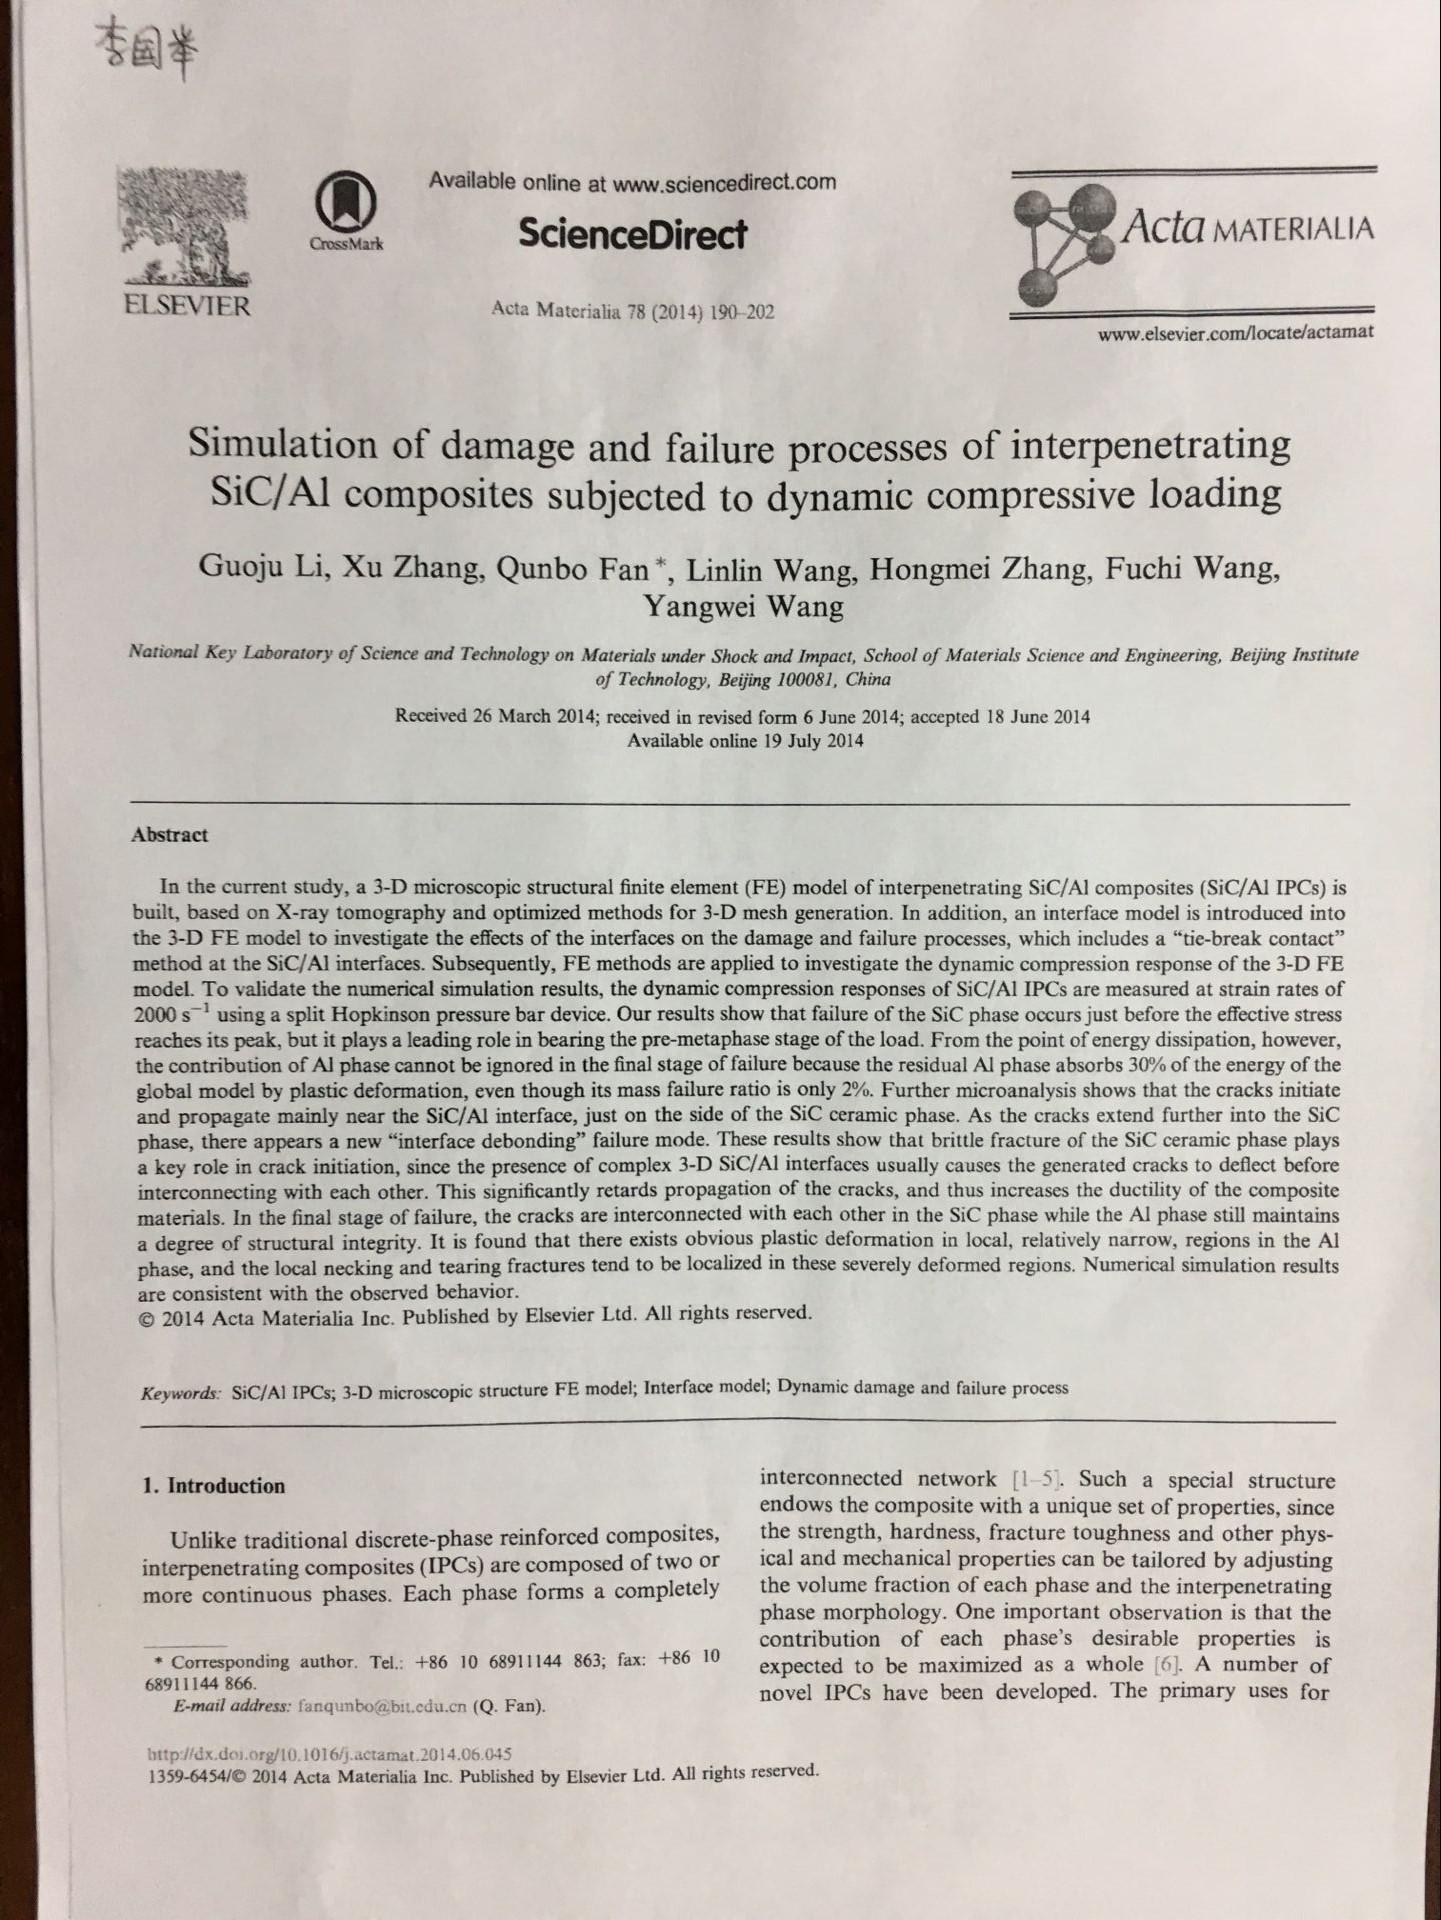 李国举
ELSEVIER
CrossMark
Available online at www.sciencedirect.com
ScienceDirect
Acta Materialia 78 (2014) 190–202
Acta MATERIALIA
www.elsevier.com/locate/actamat
Simulation of damage and failure processes of interpenetrating
SiC/Al composites subjected to dynamic compressive loading
Guoju Li, Xu Zhang, Qunbo Fan*, Linlin Wang, Hongmei Zhang, Fuchi Wang,
Yangwei Wang
National Key Laboratory of Science and Technology on Materials under Shock and Impact, School of Materials Science and Engineering, Beijing Institute
of Technology, Beijing 100081, China
Received 26 March 2014; received in revised form 6 June 2014; accepted 18 June 2014
Available online 19 July 2014
Abstract
In the current study, a 3-D microscopic structural finite element (FE) model of interpenetrating SiC/Al composites (SiC/Al IPCs) is
built, based on X-ray tomography and optimized methods for 3-D mesh generation. In addition, an interface model is introduced into
the 3-D FE model to investigate the effects of the interfaces on the damage and failure processes, which includes a “tie-break contact”
method at the SiC/Al interfaces. Subsequently, FE methods are applied to investigate the dynamic compression response of the 3-D FE
model. To validate the numerical simulation results, the dynamic compression responses of SiC/Al IPCs are measured at strain rates of
2000 s⁻¹ using a split Hopkinson pressure bar device. Our results show that failure of the SiC phase occurs just before the effective stress
reaches its peak, but it plays a leading role in bearing the pre-metaphase stage of the load. From the point of energy dissipation, however,
the contribution of Al phase cannot be ignored in the final stage of failure because the residual Al phase absorbs 30% of the energy of the
global model by plastic deformation, even though its mass failure ratio is only 2%. Further microanalysis shows that the cracks initiate
and propagate mainly near the SiC/Al interface, just on the side of the SiC ceramic phase. As the cracks extend further into the SiC
phase, there appears a new “interface debonding” failure mode. These results show that brittle fracture of the SiC ceramic phase plays
a key role in crack initiation, since the presence of complex 3-D SiC/Al interfaces usually causes the generated cracks to deflect before
interconnecting with each other. This significantly retards propagation of the cracks, and thus increases the ductility of the composite
materials. In the final stage of failure, the cracks are interconnected with each other in the SiC phase while the Al phase still maintains
a degree of structural integrity. It is found that there exists obvious plastic deformation in local, relatively narrow, regions in the Al
phase, and the local necking and tearing fractures tend to be localized in these severely deformed regions. Numerical simulation results
are consistent with the observed behavior.
© 2014 Acta Materialia Inc. Published by Elsevier Ltd. All rights reserved.
Keywords: SiC/Al IPCs; 3-D microscopic structure FE model; Interface model; Dynamic damage and failure process
1. Introduction
Unlike traditional discrete-phase reinforced composites,
interpenetrating composites (IPCs) are composed of two or
more continuous phases. Each phase forms a completely
* Corresponding author. Tel.: +86 10 68911144 863; fax: +86 10
68911144 866.
E-mail address: fanqunbo@bit.edu.cn (Q. Fan).
interconnected network [1–5]. Such a special structure
endows the composite with a unique set of properties, since
the strength, hardness, fracture toughness and other phys-
ical and mechanical properties can be tailored by adjusting
the volume fraction of each phase and the interpenetrating
phase morphology. One important observation is that the
contribution of each phase’s desirable properties is
expected to be maximized as a whole [6]. A number of
novel IPCs have been developed. The primary uses for
http://dx.doi.org/10.1016/j.actamat.2014.06.045
1359-6454/© 2014 Acta Materialia Inc. Published by Elsevier Ltd. All rights reserved.